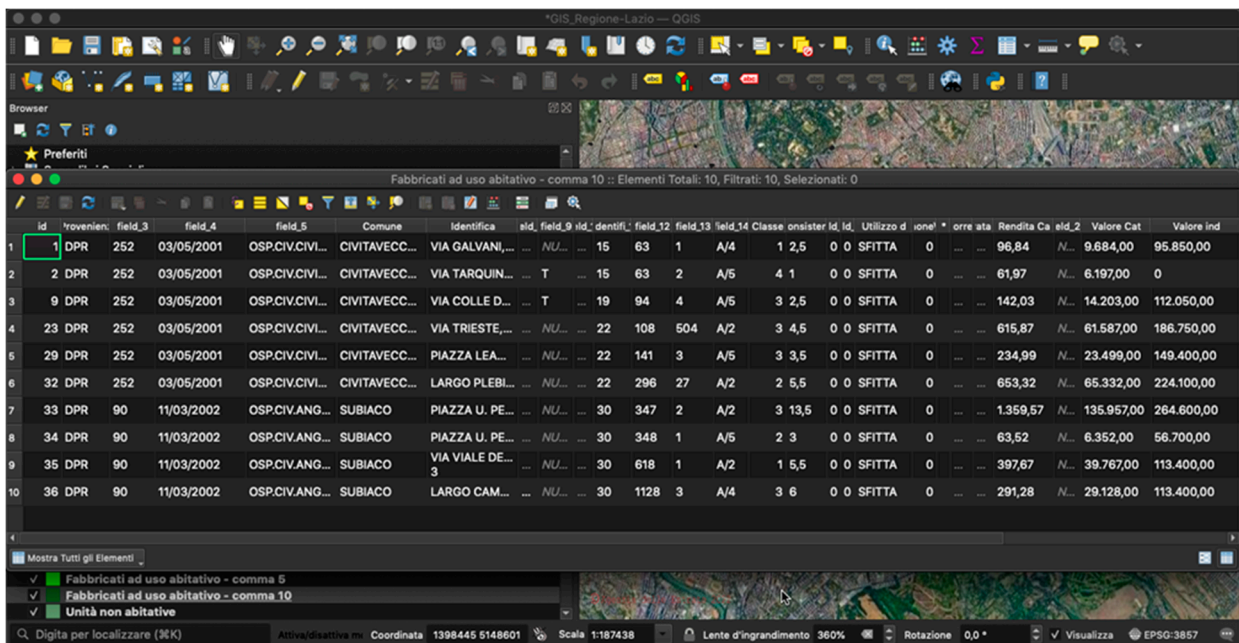 *GIS_Regione-Lazio — QGIS
Browser
Preferiti
Fabbricati ad uso abitativo - comma 10 :: Elementi Totali: 10, Filtrati: 10, Selezionati: 0
id field_3 field_4 field_5 Comune Identifica field_9 field_12 field_13 Classe Utilizzo d Rendita Ca Valore Cat Valore ind
1 1 DPR 252 03/05/2001 OSP.CIV.CIVI... CIVITAVECC... VIA GALVANI,... ... NU... ... 15 63 1 A/4 1 2,5 0 0 SFITTA 0 ... ... 96,84 N... 9.684,00 95.850,00
2 2 DPR 252 03/05/2001 OSP.CIV.CIVI... CIVITAVECC... VIA TARQUIN... ... T ... 15 63 2 A/5 4 1 0 0 SFITTA 0 ... ... 61,97 N... 6.197,00 0
3 9 DPR 252 03/05/2001 OSP.CIV.CIVI... CIVITAVECC... VIA COLLE D... ... T ... 19 94 4 A/5 3 2,5 0 0 SFITTA 0 ... ... 142,03 N... 14.203,00 112.050,00
4 23 DPR 252 03/05/2001 OSP.CIV.CIVI... CIVITAVECC... VIA TRIESTE,... ... NU... ... 22 108 504 A/2 3 4,5 0 0 SFITTA 0 ... ... 615,87 N... 61.587,00 186.750,00
5 29 DPR 252 03/05/2001 OSP.CIV.CIVI... CIVITAVECC... PIAZZA LEA... ... NU... ... 22 141 3 A/5 3 3,5 0 0 SFITTA 0 ... ... 234,99 N... 23.499,00 149.400,00
6 32 DPR 252 03/05/2001 OSP.CIV.CIVI... CIVITAVECC... LARGO PLEBI... ... NU... ... 22 296 27 A/2 2 5,5 0 0 SFITTA 0 ... ... 653,32 N... 65.332,00 224.100,00
7 33 DPR 90 11/03/2002 OSP.CIV.ANG... SUBIACO PIAZZA U. PE... ... NU... ... 30 347 2 A/2 3 13,5 0 0 SFITTA 0 ... ... 1.359,57 N... 135.957,00 264.600,00
8 34 DPR 90 11/03/2002 OSP.CIV.ANG... SUBIACO PIAZZA U. PE... ... NU... ... 30 348 1 A/5 2 3 0 0 SFITTA 0 ... ... 63,52 N... 6.352,00 56.700,00
9 35 DPR 90 11/03/2002 OSP.CIV.ANG... SUBIACO VIA VIALE DE... 3 ... NU... ... 30 618 1 A/2 1 5,5 0 0 SFITTA 0 ... ... 397,67 N... 39.767,00 113.400,00
10 36 DPR 90 11/03/2002 OSP.CIV.ANG... SUBIACO LARGO CAM... ... NU... ... 30 1128 3 A/4 3 6 0 0 SFITTA 0 ... ... 291,28 N... 29.128,00 113.400,00
Mostra Tutti gli Elementi
Fabbricati ad uso abitativo - comma 5
Fabbricati ad uso abitativo - comma 10
Unità non abitative
Digita per localizzare (⌘K) Attiva/disattiva Coordinata 1398445 5148601 Scala 1:187438 Lente d'ingrandimento 360% Rotazione 0,0 ° Visualizza EPSG:3857